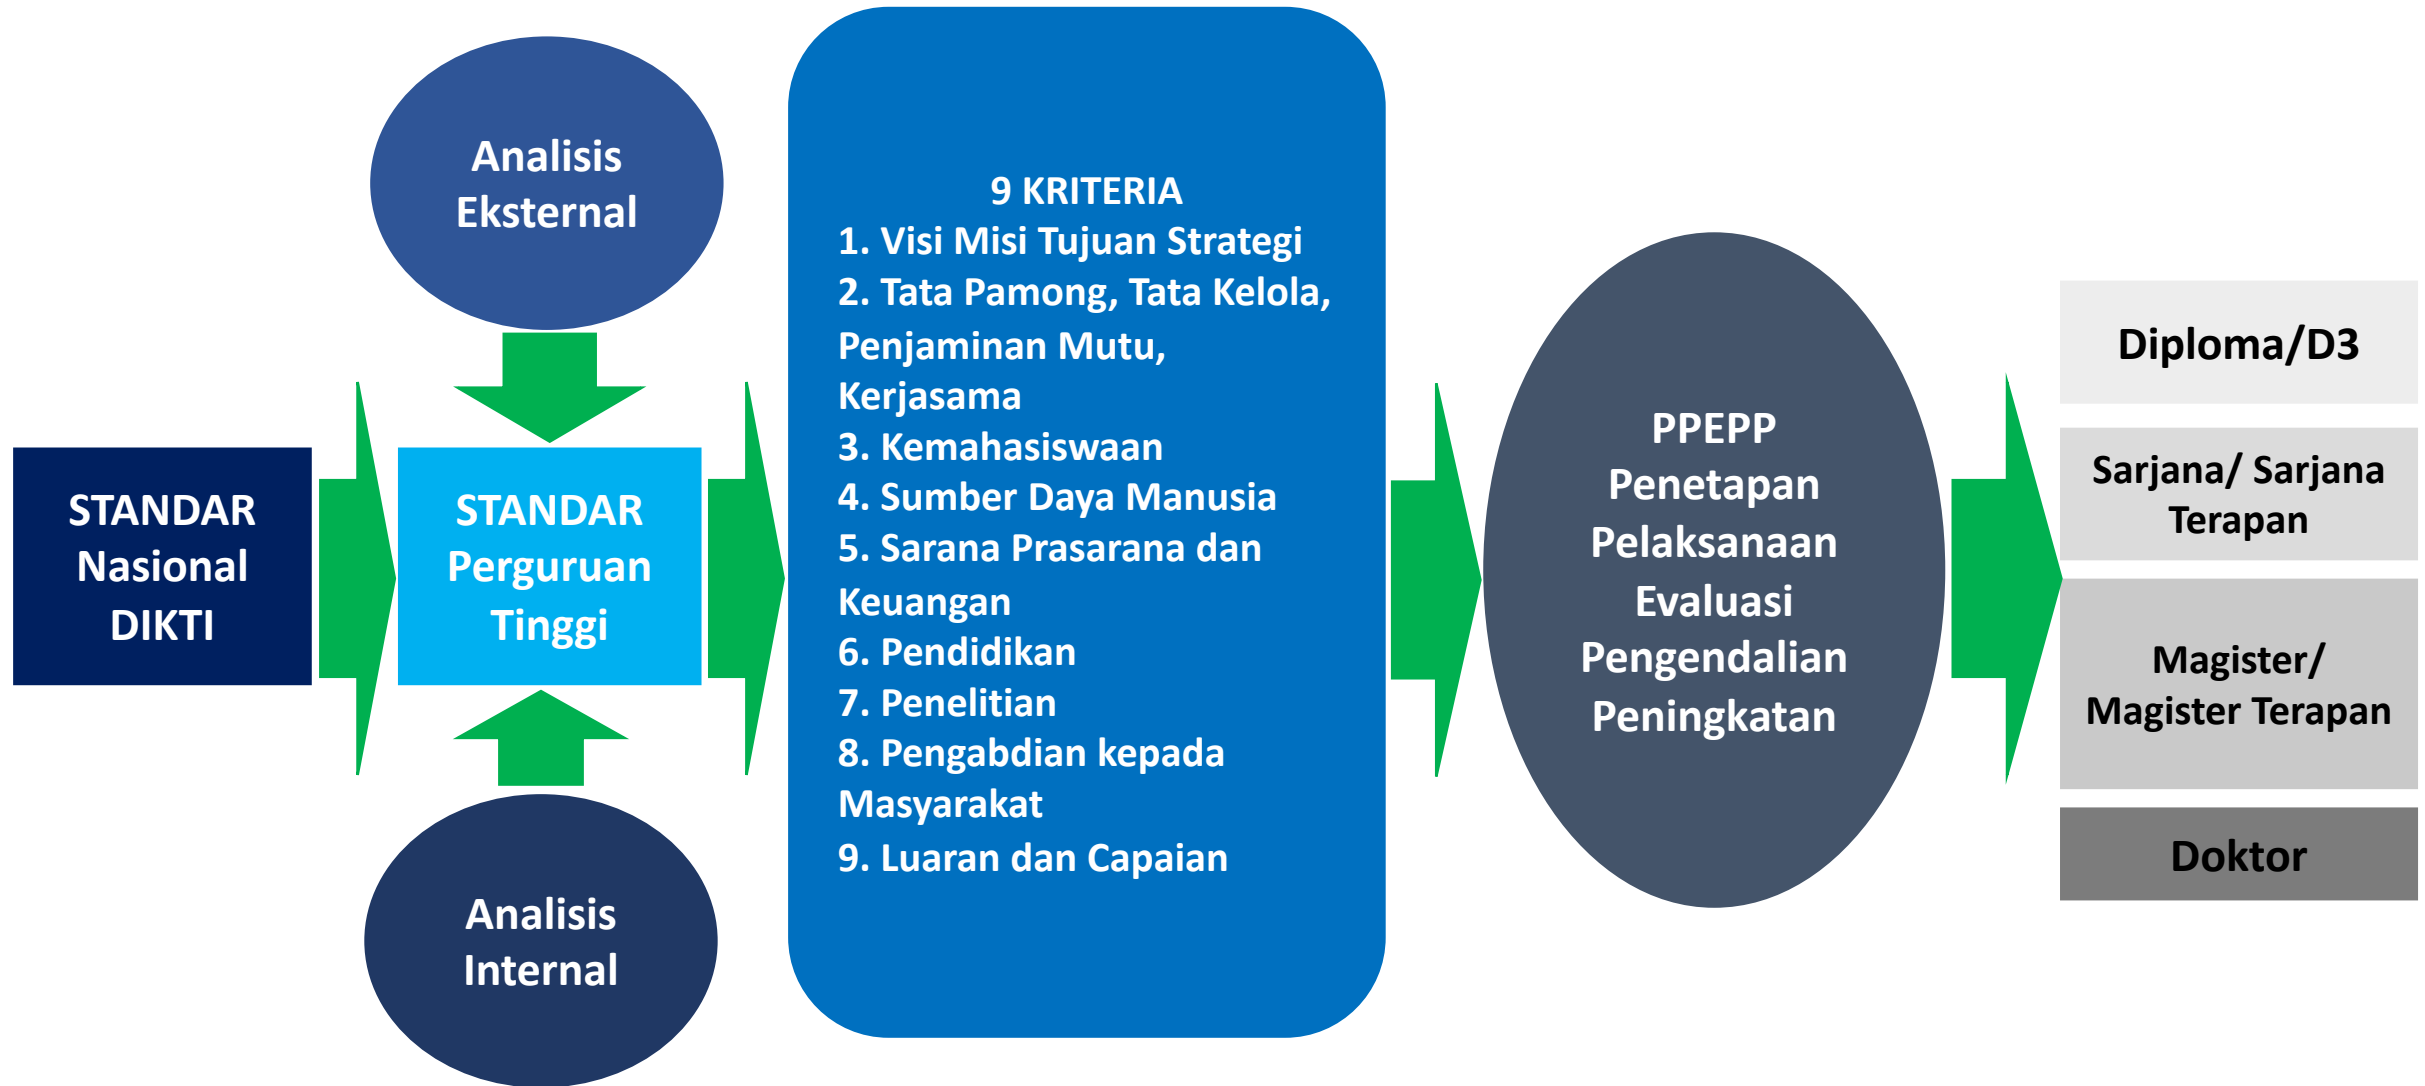 STANDAR
Nasional
DIKTI
Analisis
Eksternal
STANDAR
Perguruan
Tinggi
Analisis
Internal
9 KRITERIA
1. Visi Misi Tujuan Strategi
2. Tata Pamong, Tata Kelola,
Penjaminan Mutu,
Kerjasama
3. Kemahasiswaan
4. Sumber Daya Manusia
5. Sarana Prasarana dan
Keuangan
6. Pendidikan
7. Penelitian
8. Pengabdian kepada
Masyarakat
9. Luaran dan Capaian
PPEPP
Penetapan
Pelaksanaan
Evaluasi
Pengendalian
Peningkatan
Diploma/D3
Sarjana/ Sarjana
Terapan
Magister/
Magister Terapan
Doktor